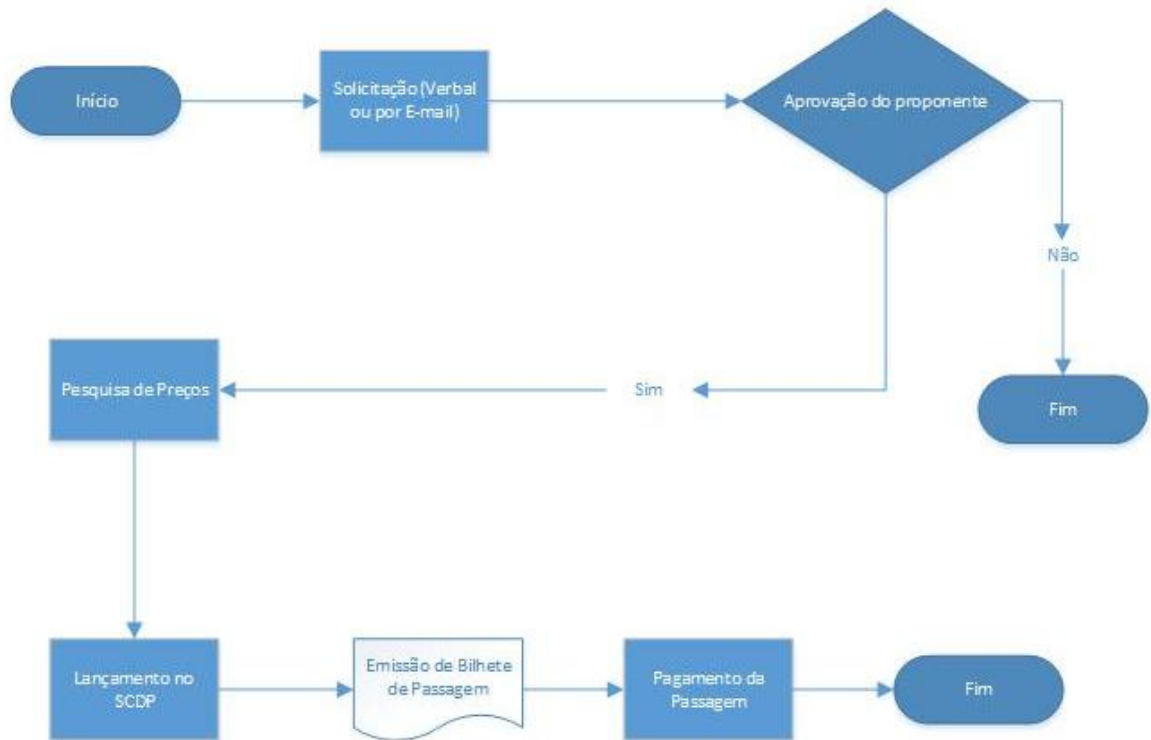 Início
Solicitação (Verbal
ou por E-mail)
Aprovação do proponente
Não
Fim
Sim
Pesquisa de Preços
Lançamento no
SCDP
Emissão de Bilhete
de Passagem
Pagamento da
Passagem
Fim